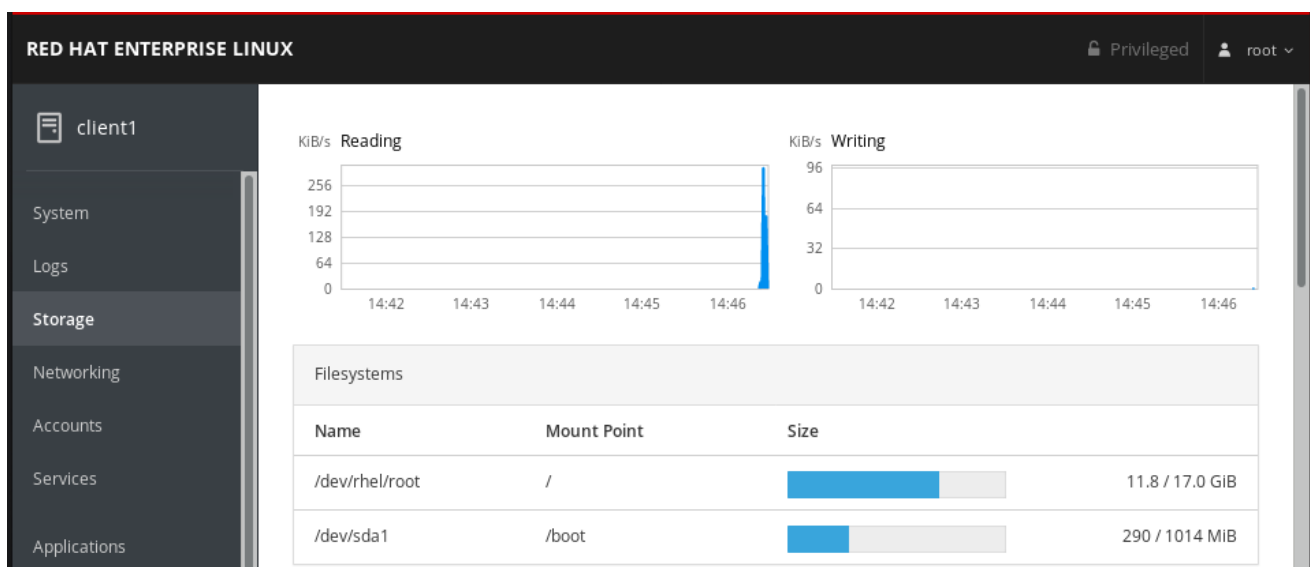 RED HAT ENTERPRISE LINUX
Privileged
root
client1
System
Logs
Storage
Networking
Accounts
Services
Applications
KiB/s Reading
256
192
128
64
0
14:42 14:43 14:44 14:45 14:46
KiB/s Writing
96
64
32
0
14:42 14:43 14:44 14:45 14:46
Filesystems
Name Mount Point Size
/dev/rhel/root / 11.8 / 17.0 GiB
/dev/sda1 /boot 290 / 1014 MiB